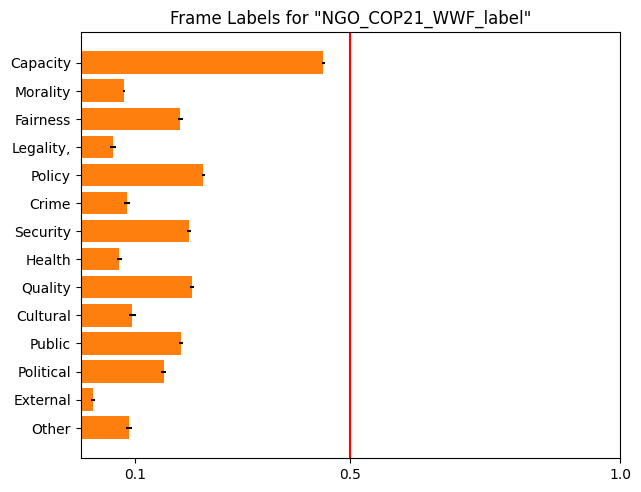 Frame Labels for "NGO_COP21_WWF_label"
Capacity
Morality
Fairness
Legality,
Policy
Crime
Security
Health
Quality
Cultural
Public
Political
External
Other
0.1 0.5 1.0